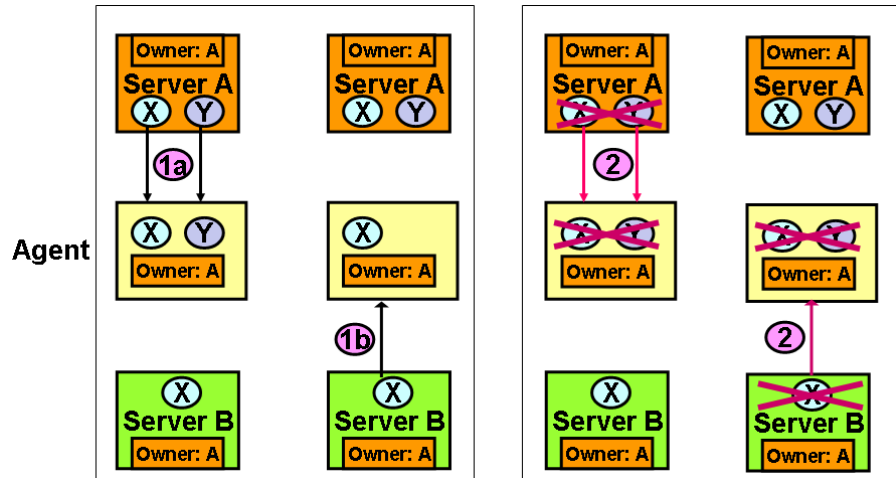 Owner: A
Server A
X Y
Owner: A
Server A
X Y
Owner: A
Server A
X Y
Owner: A
Server A
X Y
1a
2
Agent
X Y
Owner: A
X
Owner: A
X Y
Owner: A
X Y
Owner: A
1b
2
X
Server B
Owner: A
X
Server B
Owner: A
X
Server B
Owner: A
X
Server B
Owner: A